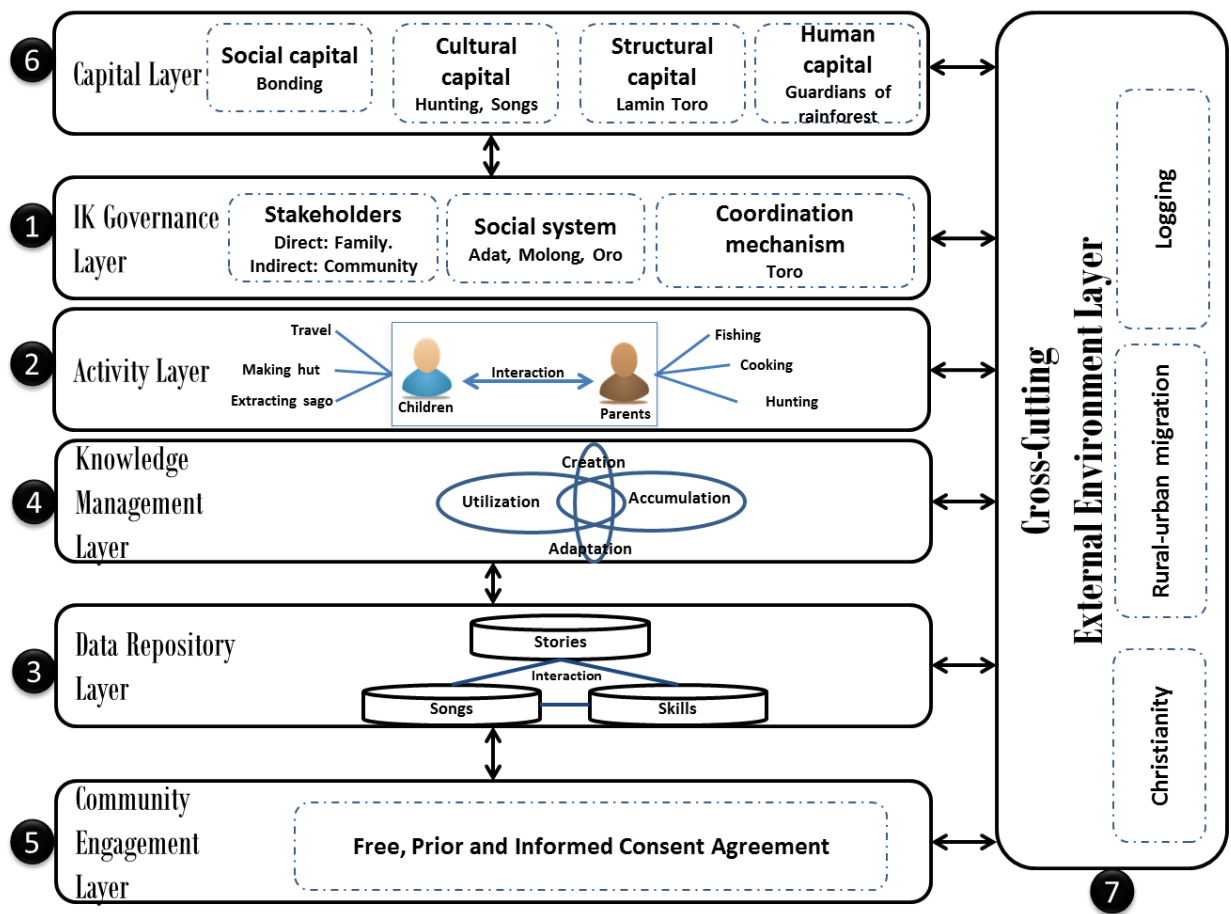 6
Capital Layer
Social capital
Bonding
Cultural
capital
Hunting, Songs
Structural
capital
Lamin Toro
Human
capital
Guardians of
rainforest
1
IK Governance
Layer
Stakeholders
Direct: Family.
Indirect: Community
Social system
Adat, Molong, Oro
Coordination
mechanism
Toro
2
Activity Layer
Travel
Making hut
Extracting sago
Children
Interaction
Parents
Fishing
Cooking
Hunting
4
Knowledge
Management
Layer
Creation
Utilization
Accumulation
Adaptation
3
Data Repository
Layer
Stories
Interaction
Songs
Skills
5
Community
Engagement
Layer
Free, Prior and Informed Consent Agreement
Cross-Cutting
External Environment Layer
Logging
Rural-urban migration
Christianity
7